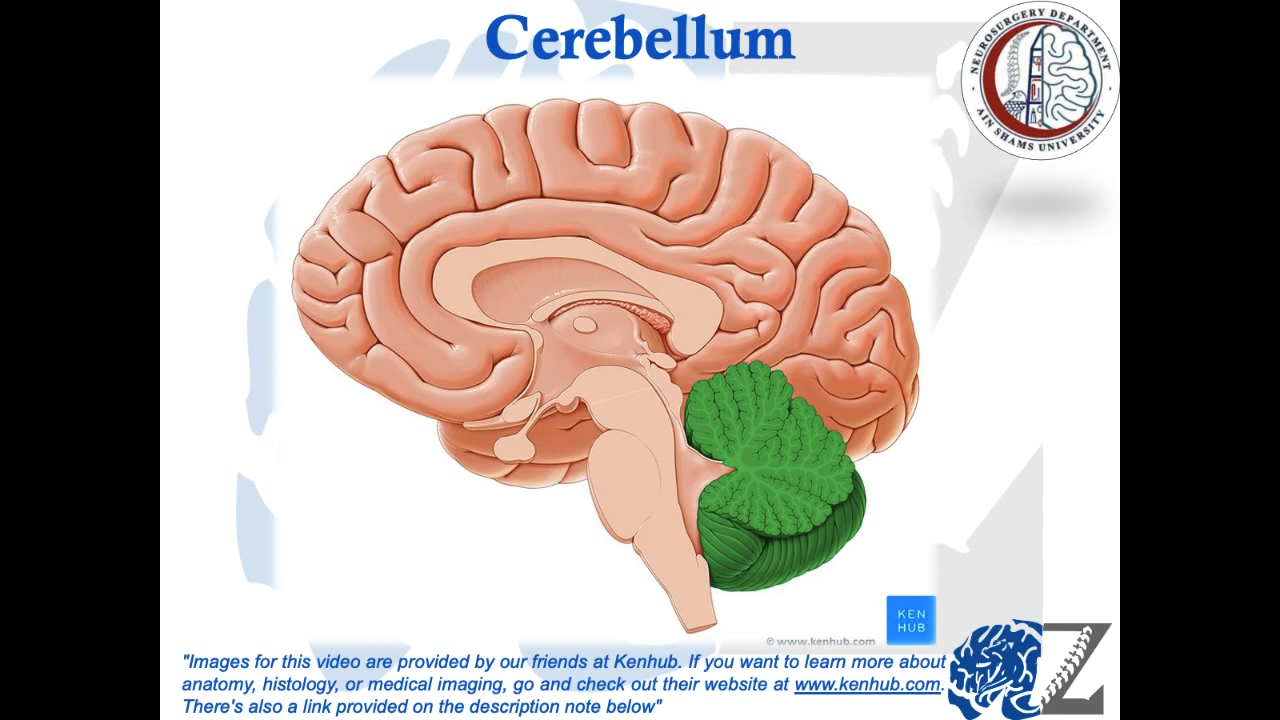 Cerebellum
NEUROSURGERY DEPARTMENT
AIN SHAMS UNIVERSITY
KEN
HUB
© www.kenhub.com
"Images for this video are provided by our friends at Kenhub. If you want to learn more about
anatomy, histology, or medical imaging, go and check out their website at www.kenhub.com.
There's also a link provided on the description note below"
Z